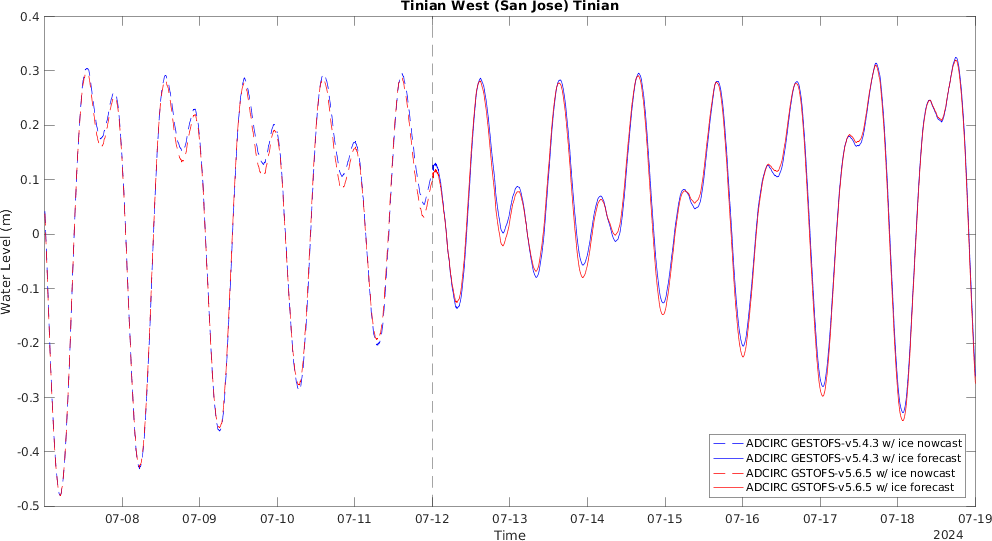 Tinian West (San Jose) Tinian
Water Level (m)
0.4
0.3
0.2
0.1
0
-0.1
-0.2
-0.3
-0.4
-0.5
ADCIRC GESTOFS-v5.4.3 w/ ice nowcast
ADCIRC GESTOFS-v5.4.3 w/ ice forecast
ADCIRC GSTOFS-v5.6.5 w/ ice nowcast
ADCIRC GSTOFS-v5.6.5 w/ ice forecast
07-08 07-09 07-10 07-11 07-12 07-13 07-14 07-15 07-16 07-17 07-18 07-19
Time
2024